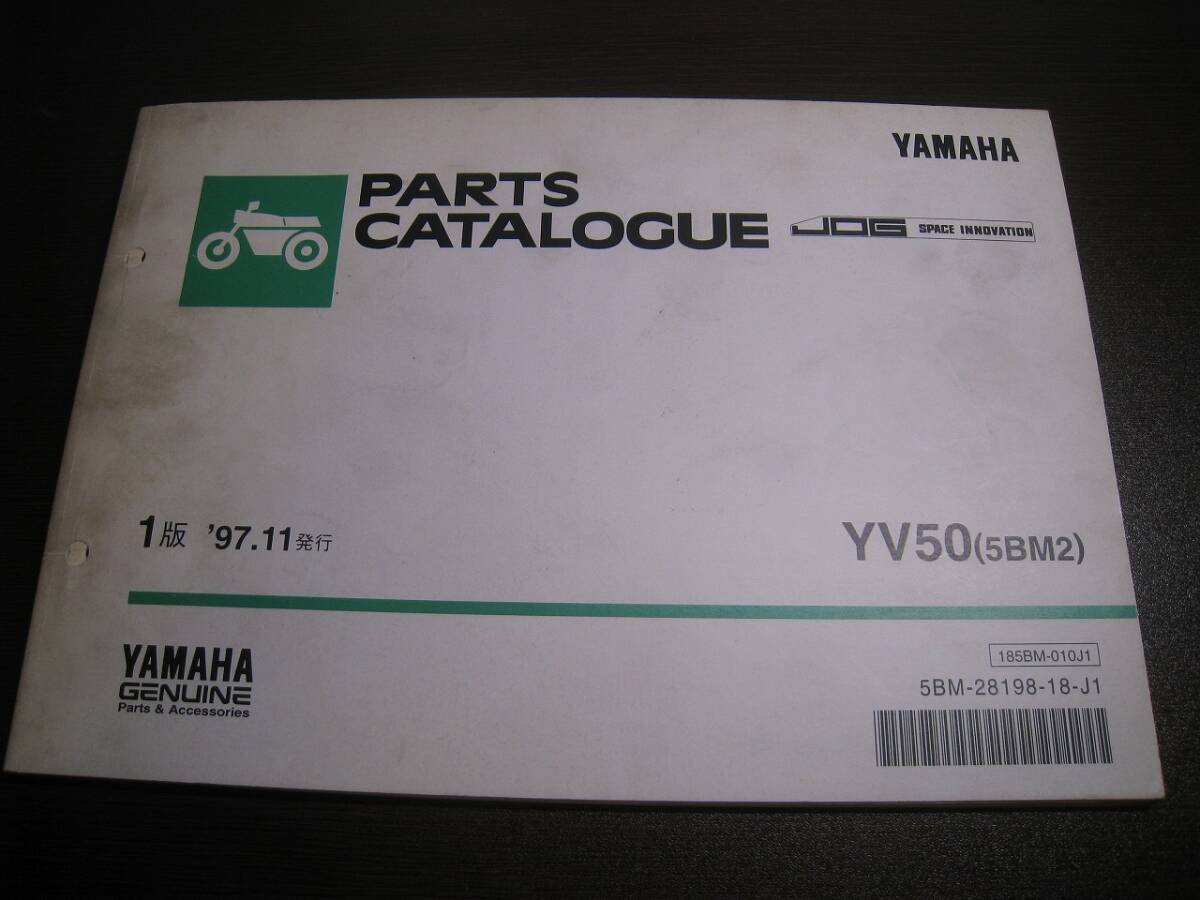 YAMAHA
PARTS
CATALOGUE
JOG SPACE INNOVATION
1版 '97.11発行
YV50(5BM2)
YAMAHA
GENUINE
Parts & Accessories
185BM-010J1
5BM-28198-18-J1